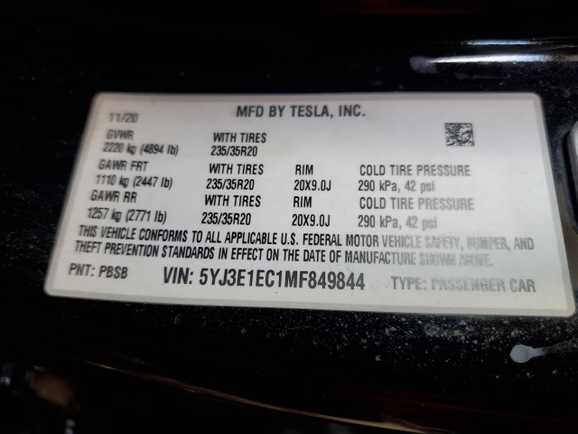 11/20 MFD BY TESLA, INC.
GVWR WITH TIRES
2220 kg (4894 lb) 235/35R20
GAWR FRT WITH TIRES RIM COLD TIRE PRESSURE
1110 kg (2447 lb) 235/35R20 20X9.0J 290 kPa, 42 psi
GAWR RR WITH TIRES RIM COLD TIRE PRESSURE
1257 kg (2771 lb) 235/35R20 20X9.0J 290 kPa, 42 psi
THIS VEHICLE CONFORMS TO ALL APPLICABLE U.S. FEDERAL MOTOR VEHICLE SAFETY, BUMPER, AND
THEFT PREVENTION STANDARDS IN EFFECT ON THE DATE OF MANUFACTURE SHOWN ABOVE.
PNT: PBSB VIN: 5YJ3E1EC1MF849844 TYPE: PASSENGER CAR